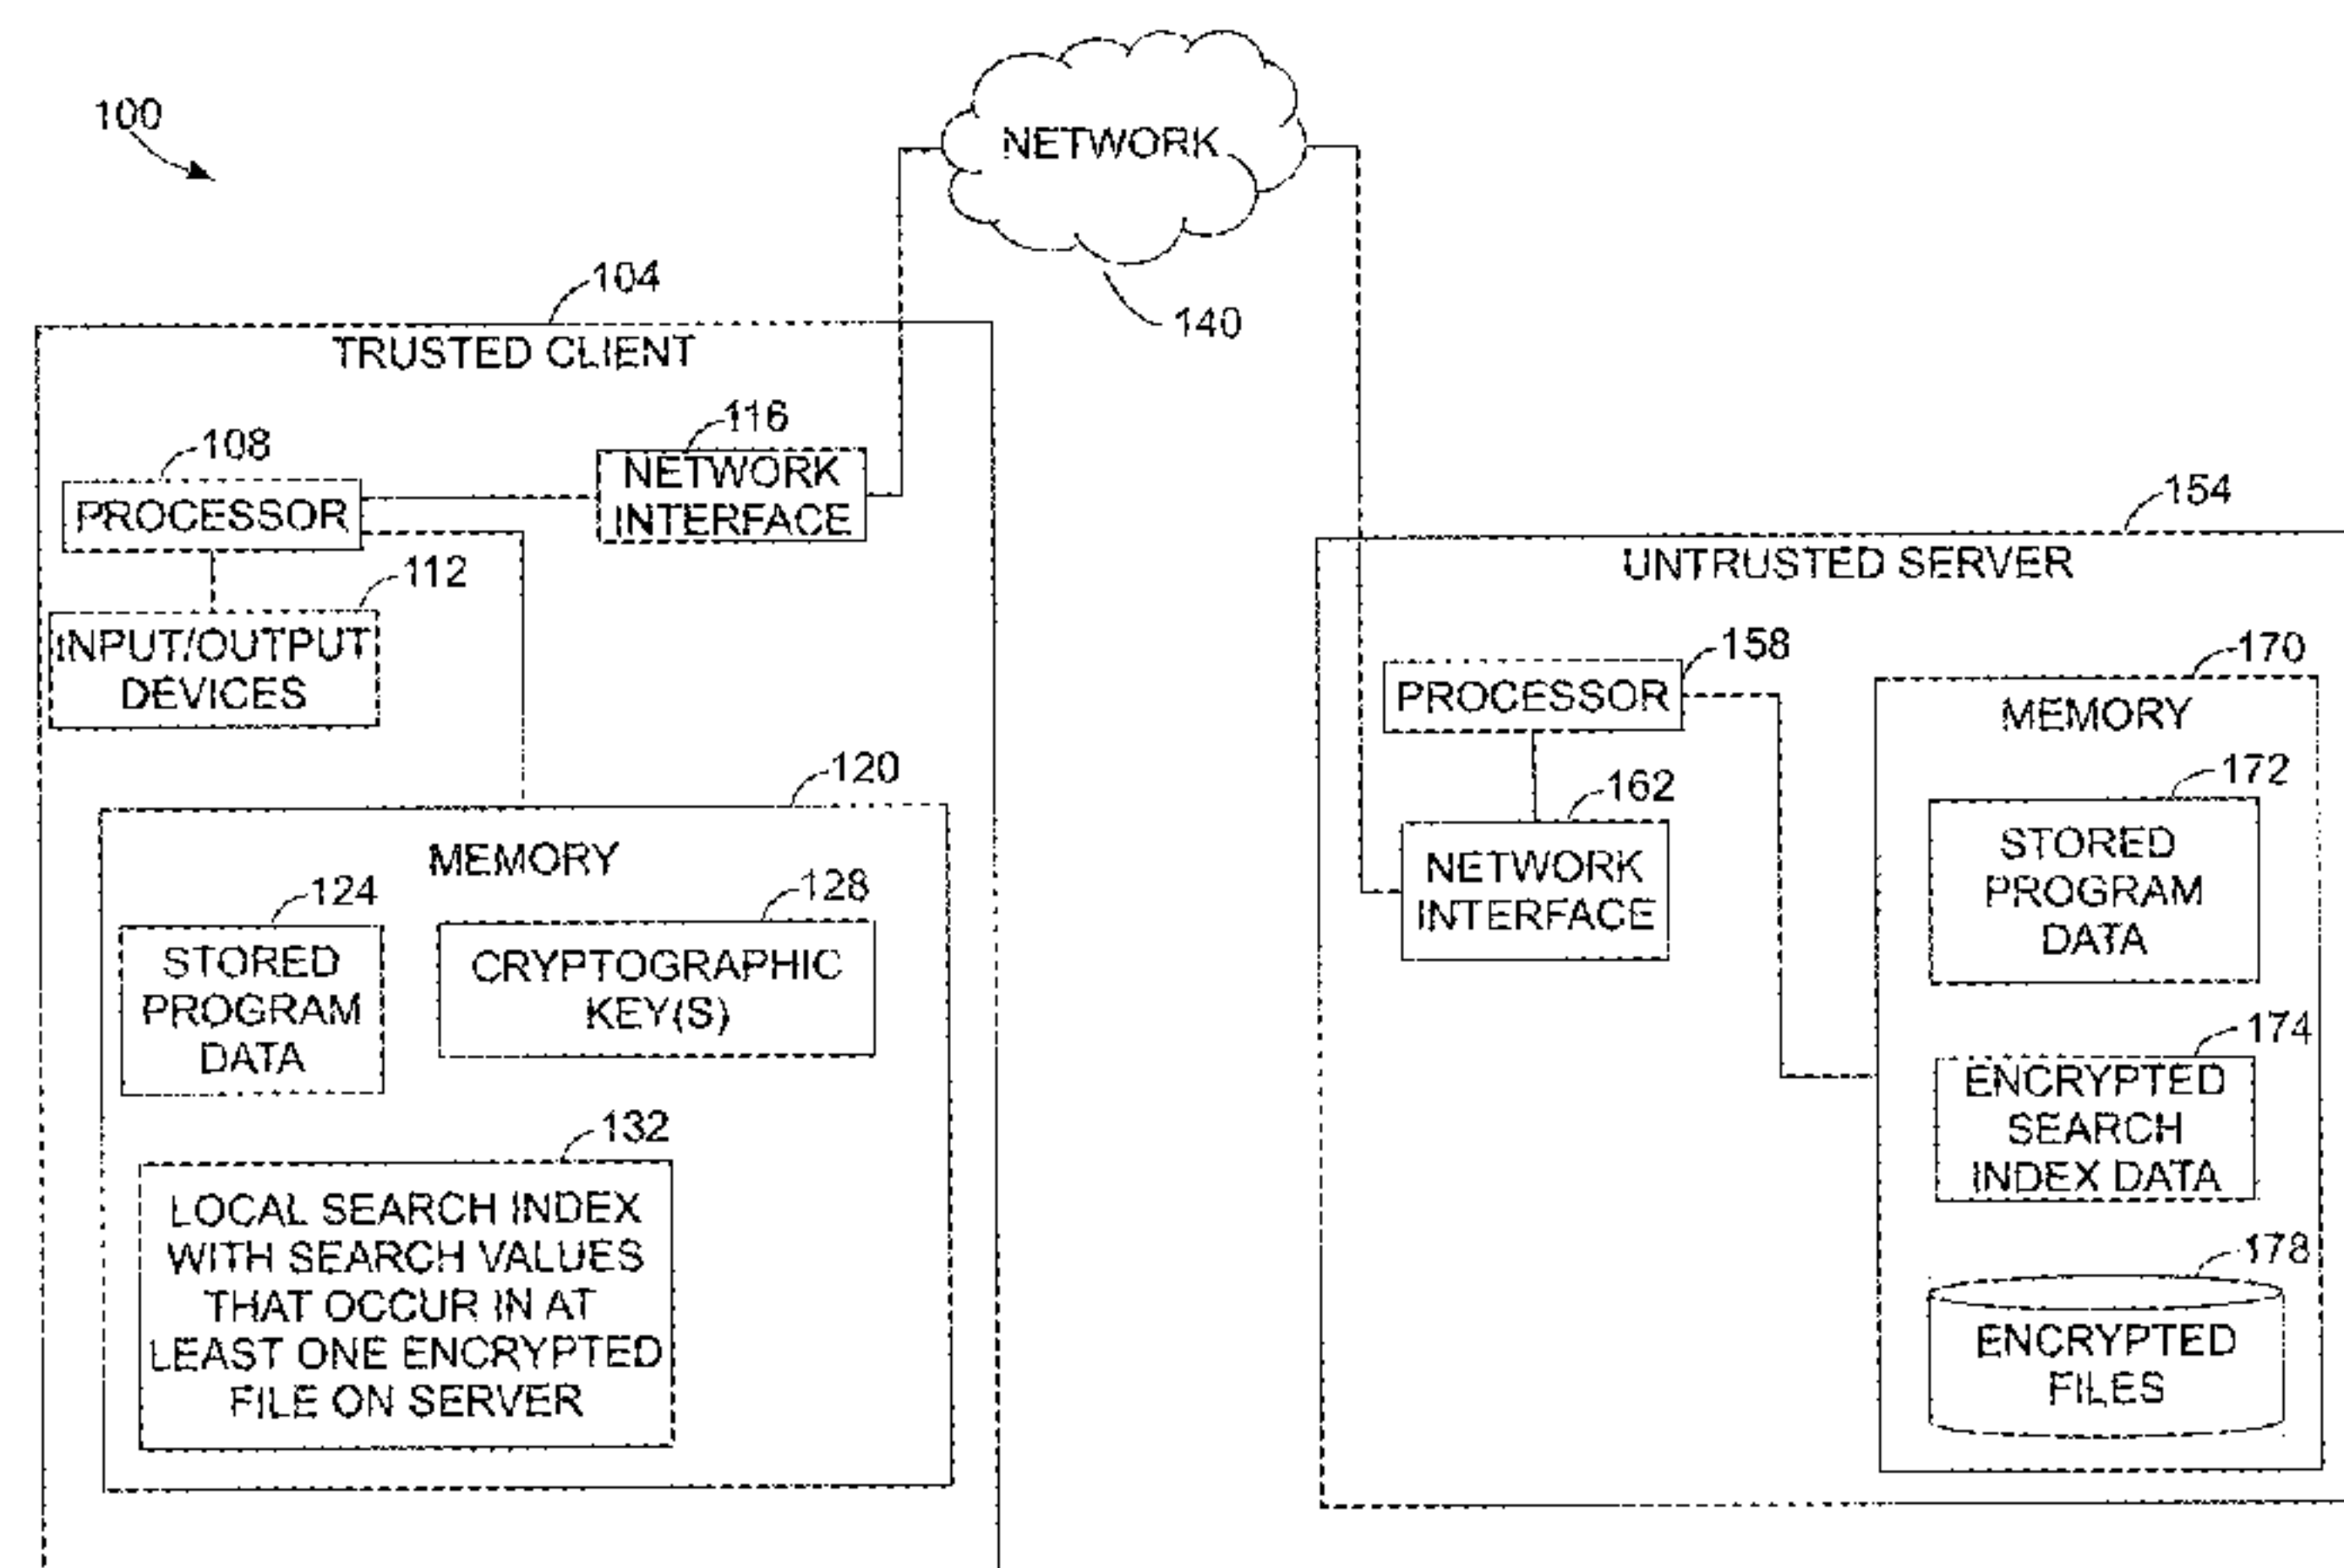 100
NETWORK
140
104
TRUSTED CLIENT
116
NETWORK
INTERFACE
108
PROCESSOR
112
INPUT/OUTPUT
DEVICES
120
MEMORY
124
STORED
PROGRAM
DATA
128
CRYPTOGRAPHIC
KEY(S)
132
LOCAL SEARCH INDEX
WITH SEARCH VALUES
THAT OCCUR IN AT
LEAST ONE ENCRYPTED
FILE ON SERVER
154
UNTRUSTED SERVER
158
PROCESSOR
162
NETWORK
INTERFACE
170
MEMORY
172
STORED
PROGRAM
DATA
174
ENCRYPTED
SEARCH
INDEX DATA
178
ENCRYPTED
FILES